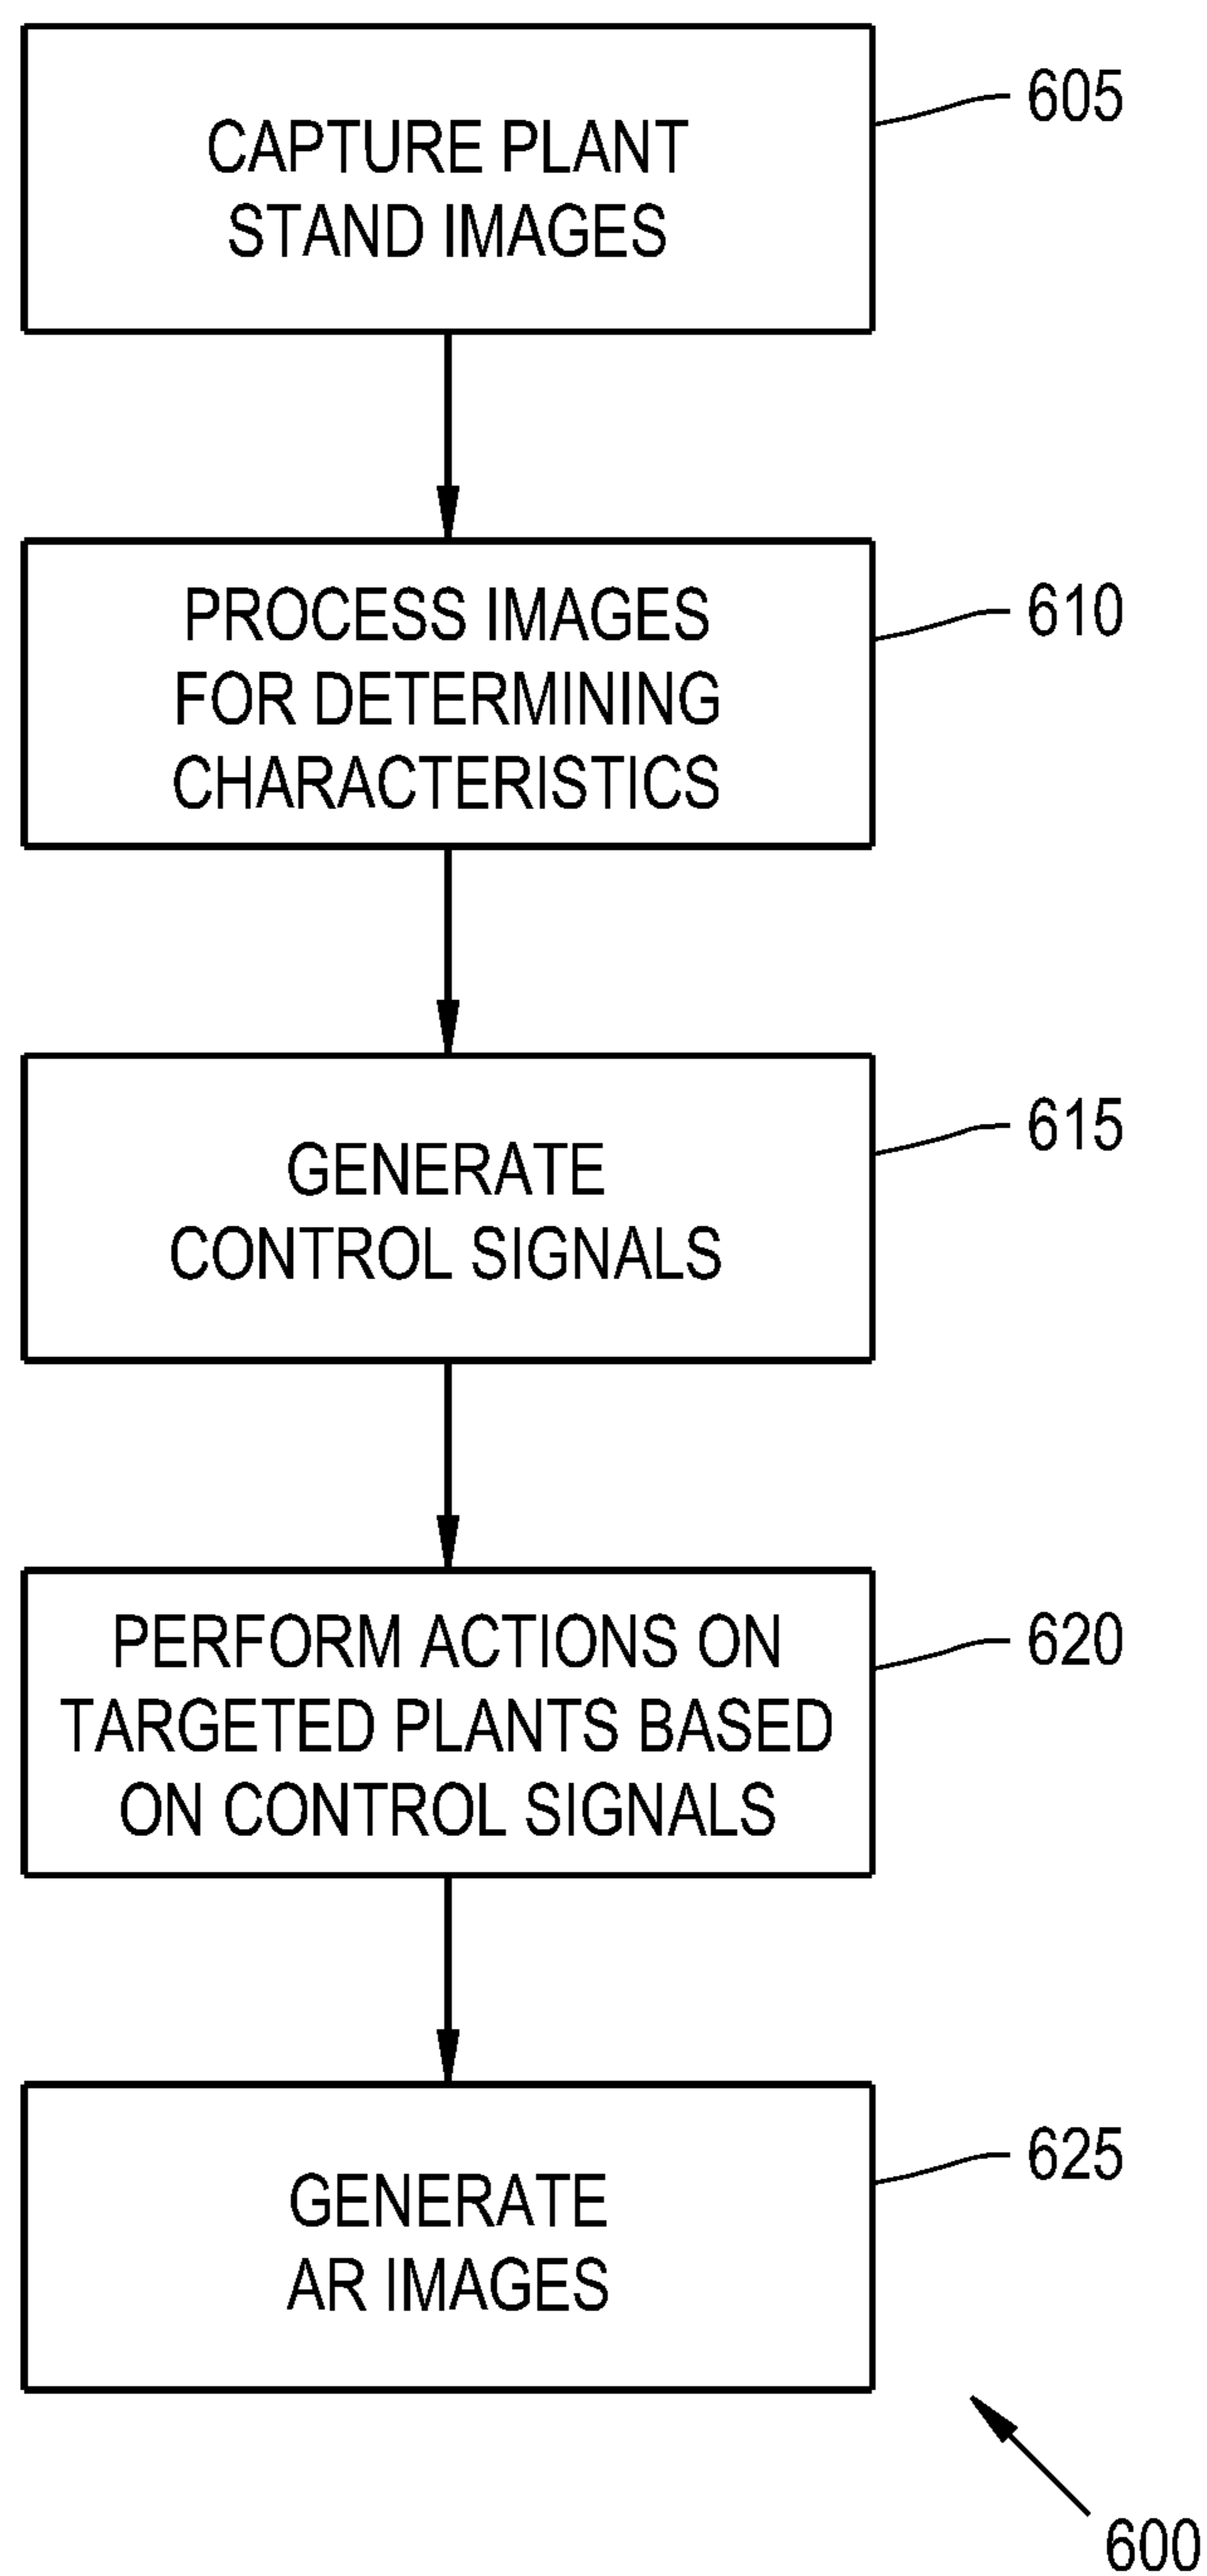 CAPTURE PLANT
STAND IMAGES
605
PROCESS IMAGES
FOR DETERMINING
CHARACTERISTICS
610
GENERATE
CONTROL SIGNALS
615
PERFORM ACTIONS ON
TARGETED PLANTS BASED
ON CONTROL SIGNALS
620
GENERATE
AR IMAGES
625
600